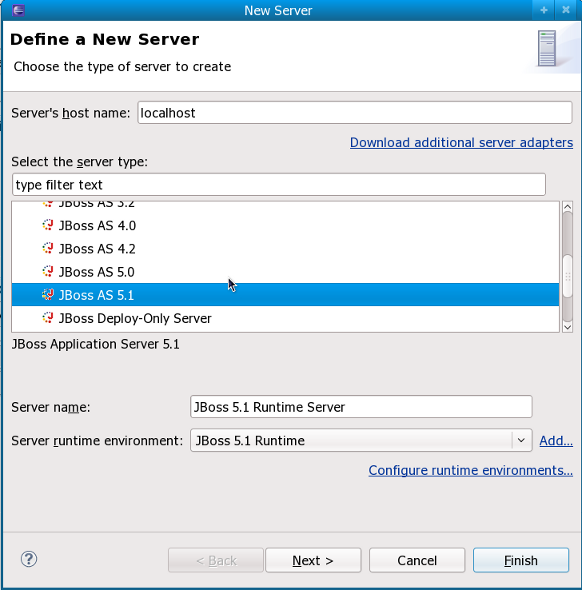 New Server
Define a New Server
Choose the type of server to create
Server's host name: localhost
Download additional server adapters
Select the server type:
type filter text
JBoss AS 3.2
JBoss AS 4.0
JBoss AS 4.2
JBoss AS 5.0
JBoss AS 5.1
JBoss Deploy-Only Server
JBoss Application Server 5.1
Server name: JBoss 5.1 Runtime Server
Server runtime environment: JBoss 5.1 Runtime Add...
Configure runtime environments...
? < Back Next > Cancel Finish